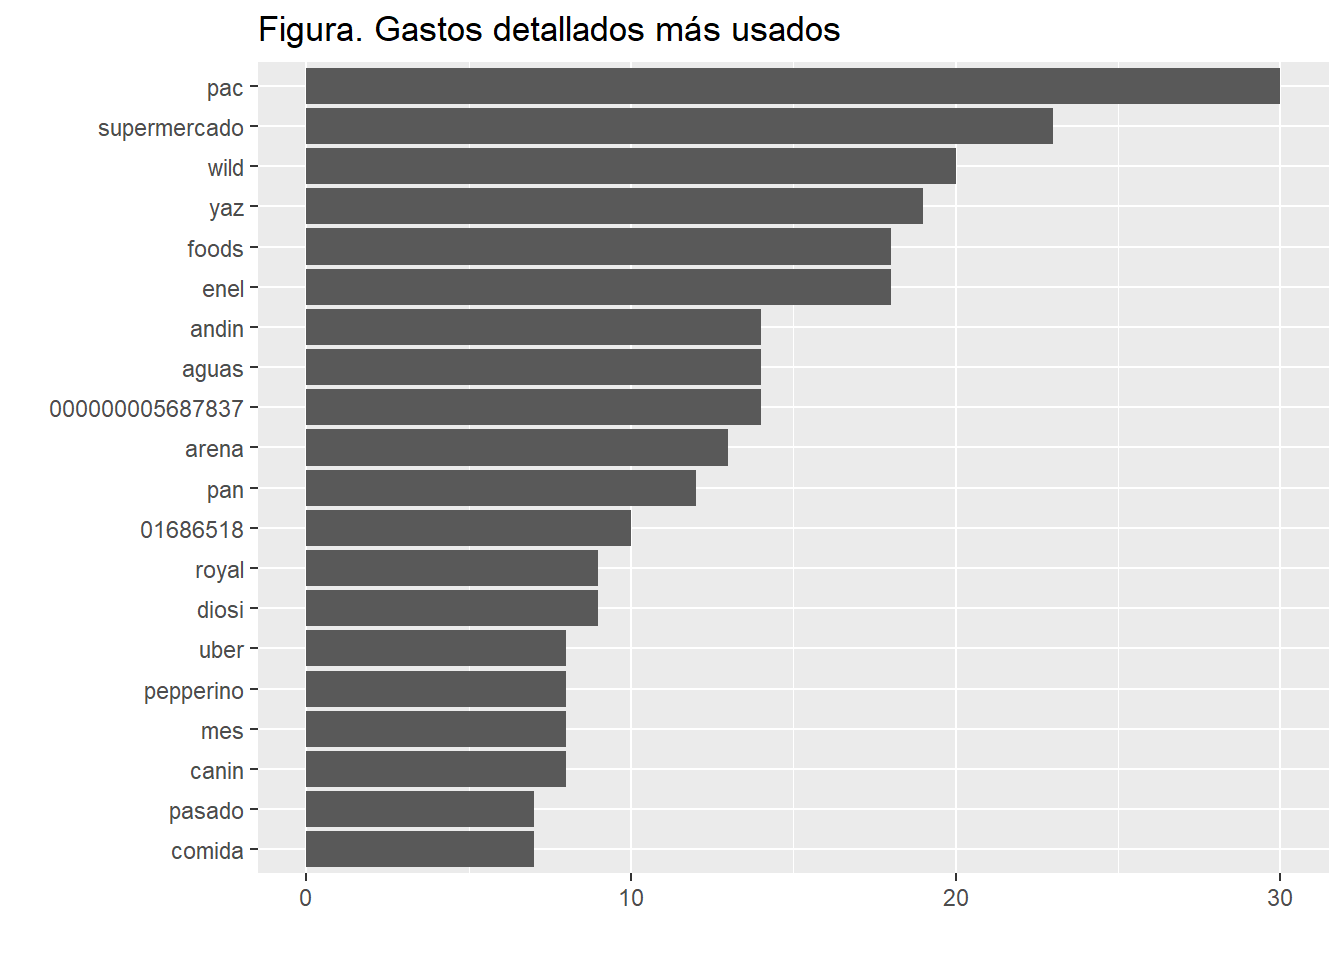 Figura. Gastos detallados más usados
pac
supermercado
wild
yaz
foods
enel
andin
aguas
000000005687837
arena
pan
01686518
royal
diosi
uber
pepperino
mes
canin
pasado
comida
0 10 20 30